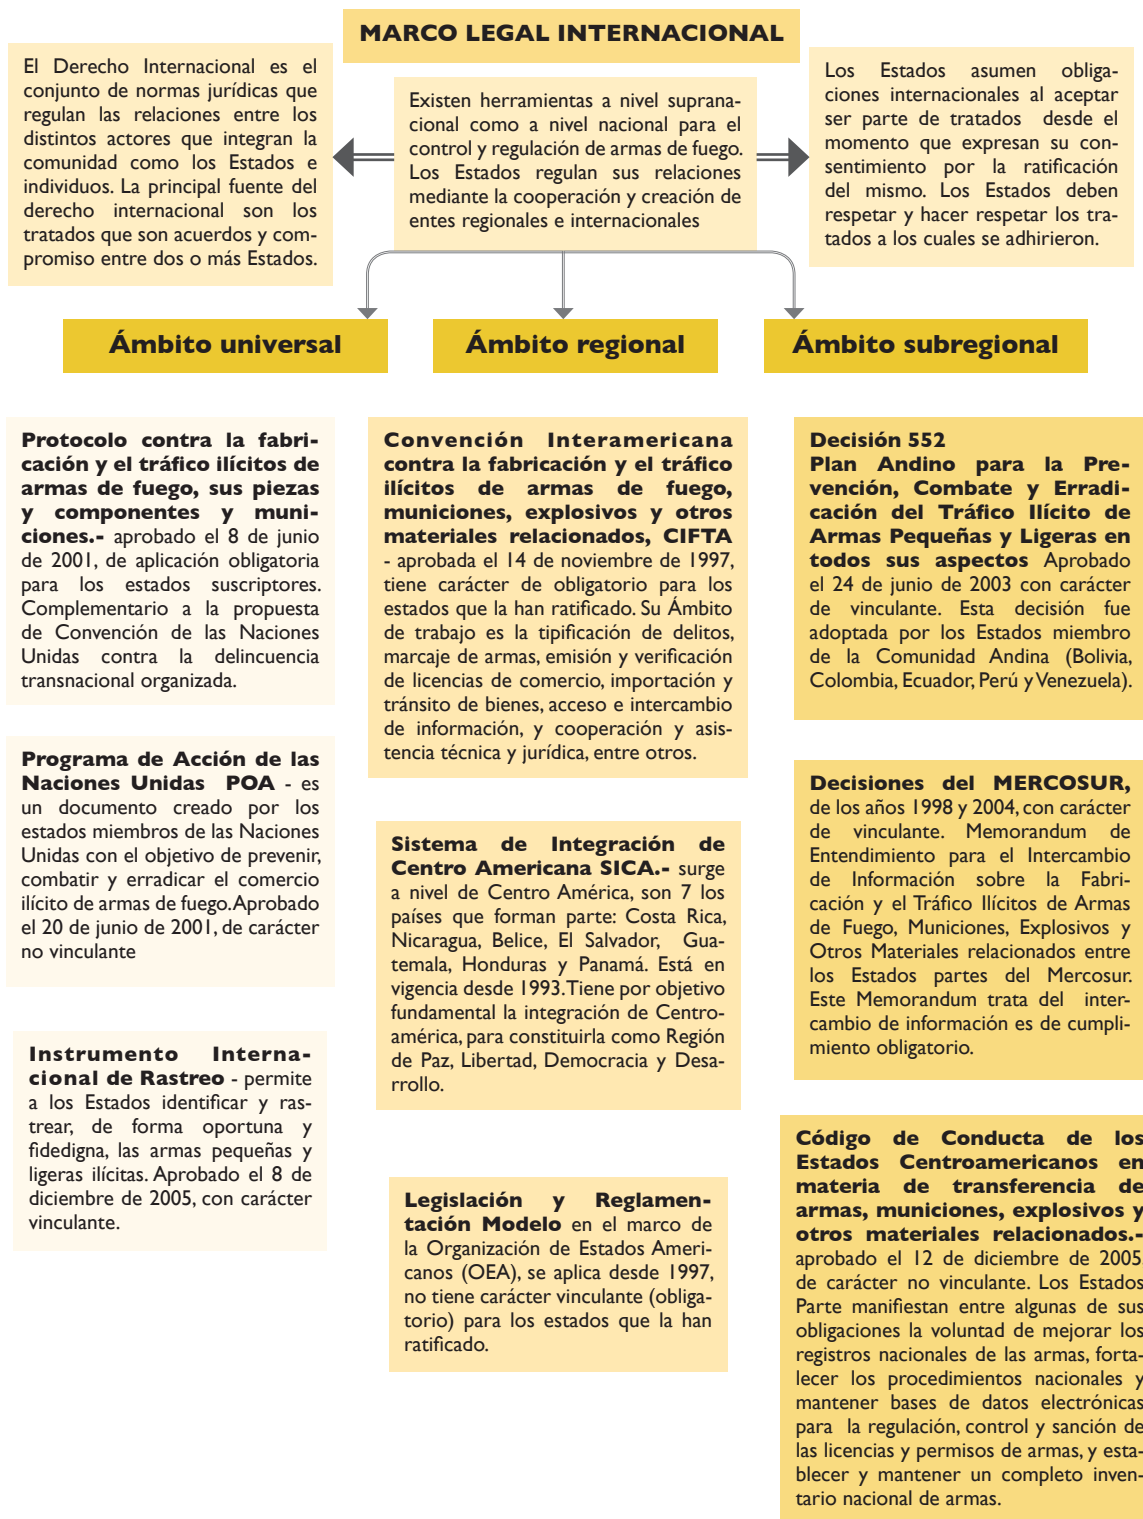 MARCO LEGAL INTERNACIONAL
El Derecho Internacional es el
conjunto de normas jurídicas que
regulan las relaciones entre los
distintos actores que integran la
comunidad como los Estados e
individuos. La principal fuente del
derecho internacional son los
tratados que son acuerdos y com-
promiso entre dos o más Estados.
Existen herramientas a nivel suprana-
cional como a nivel nacional para el
control y regulación de armas de fuego.
Los Estados regulan sus relaciones
mediante la cooperación y creación de
entes regionales e internacionales
Los Estados asumen obliga-
ciones internacionales al aceptar
ser parte de tratados desde el
momento que expresan su con-
sentimiento por la ratificación
del mismo. Los Estados deben
respetar y hacer respetar los tra-
tados a los cuales se adhirieron.
Ámbito universal
Ámbito regional
Ámbito subregional
Protocolo contra la fabri-
cación y el tráfico ilícitos de
armas de fuego, sus piezas
y componentes y muni-
ciones.- aprobado el 8 de junio
de 2001, de aplicación obligatoria
para los estados suscriptores.
Complementario a la propuesta
de Convención de las Naciones
Unidas contra la delincuencia
transnacional organizada.
Programa de Acción de las
Naciones Unidas POA - es
un documento creado por los
estados miembros de las Naciones
Unidas con el objetivo de prevenir,
combatir y erradicar el comercio
ilícito de armas de fuego. Aprobado
el 20 de junio de 2001, de carácter
no vinculante
Instrumento Interna-
cional de Rastreo - permite
a los Estados identificar y ras-
trear, de forma oportuna y
fidedigna, las armas pequeñas y
ligeras ilícitas. Aprobado el 8 de
diciembre de 2005, con carácter
vinculante.
Convención Interamericana
contra la fabricación y el tráfico
ilícitos de armas de fuego,
municiones, explosivos y otros
materiales relacionados, CIFTA
- aprobada el 14 de noviembre de 1997,
tiene carácter de obligatorio para los
estados que la han ratificado. Su Ámbito
de trabajo es la tipificación de delitos,
marcaje de armas, emisión y verificación
de licencias de comercio, importación y
tránsito de bienes, acceso e intercambio
de información, y cooperación y asis-
tencia técnica y jurídica, entre otros.
Sistema de Integración de
Centro Americana SICA.- surge
a nivel de Centro América, son 7 los
países que forman parte: Costa Rica,
Nicaragua, Belice, El Salvador, Gua-
temala, Honduras y Panamá. Está en
vigencia desde 1993. Tiene por objetivo
fundamental la integración de Centro-
américa, para constituirla como Región
de Paz, Libertad, Democracia y Desa-
rrollo.
Legislación y Reglamen-
tación Modelo en el marco de
la Organización de Estados Ameri-
canos (OEA), se aplica desde 1997,
no tiene carácter vinculante (obliga-
torio) para los estados que la han
ratificado.
Decisión 552
Plan Andino para la Pre-
vención, Combate y Erradi-
cación del Tráfico Ilícito de
Armas Pequeñas y Ligeras en
todos sus aspectos Aprobado
el 24 de junio de 2003 con carácter
de vinculante. Esta decisión fue
adoptada por los Estados miembro
de la Comunidad Andina (Bolivia,
Colombia, Ecuador, Perú y Venezuela).
Decisiones del MERCOSUR,
de los años 1998 y 2004, con carácter
de vinculante. Memorandum de
Entendimiento para el Intercambio
de Información sobre la Fabri-
cación y el Tráfico Ilícitos de Armas
de Fuego, Municiones, Explosivos y
Otros Materiales relacionados entre
los Estados partes del Mercosur.
Este Memorandum trata del inter-
cambio de información es de cumpli-
miento obligatorio.
Código de Conducta de los
Estados Centroamericanos en
materia de transferencia de
armas, municiones, explosivos y
otros materiales relacionados.-
aprobado el 12 de diciembre de 2005,
de carácter no vinculante. Los Estados
Parte manifiestan entre algunas de sus
obligaciones la voluntad de mejorar los
registros nacionales de las armas, forta-
lecer los procedimientos nacionales y
mantener bases de datos electrónicas
para la regulación, control y sanción de
las licencias y permisos de armas, y esta-
blecer y mantener un completo inven-
tario nacional de armas.